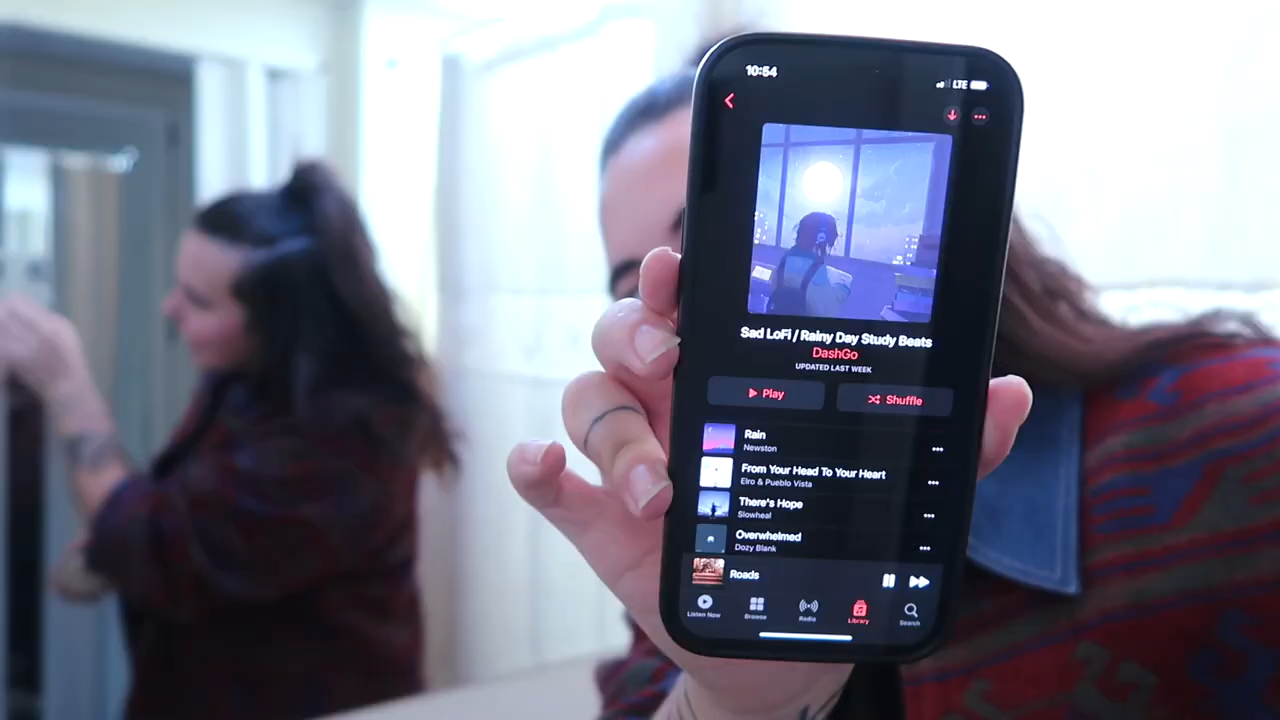 10:54
LTE
Sad LoFi / Rainy Day Study Beats
DashGo
UPDATED LAST WEEK
Play
Shuffle
Rain
Newston
From Your Head To Your Heart
Elro & Pueblo Vista
There's Hope
Slowheal
Overwhelmed
Dozy Blank
Roads
Listen Now
Browse
Radio
Library
Search